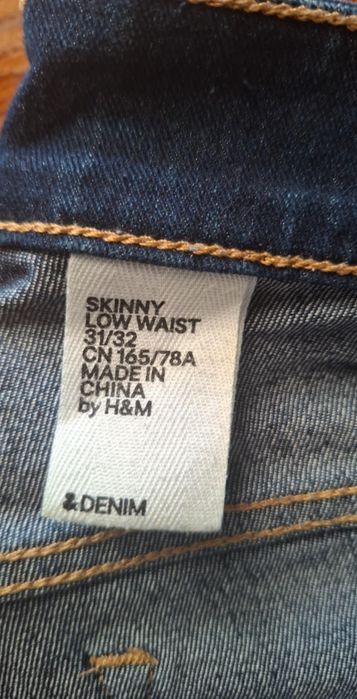 SKINNY
LOW WAIST
31/32
CN 165/78A
MADE IN
CHINA
by H&M
&DENIM